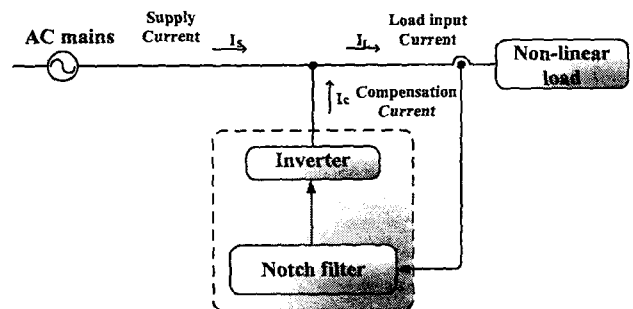 Supply
Current
AC mains
Is
IL
Load input
Current
Non-linear
load
Ic
Compensation
Current
Inverter
Notch filter